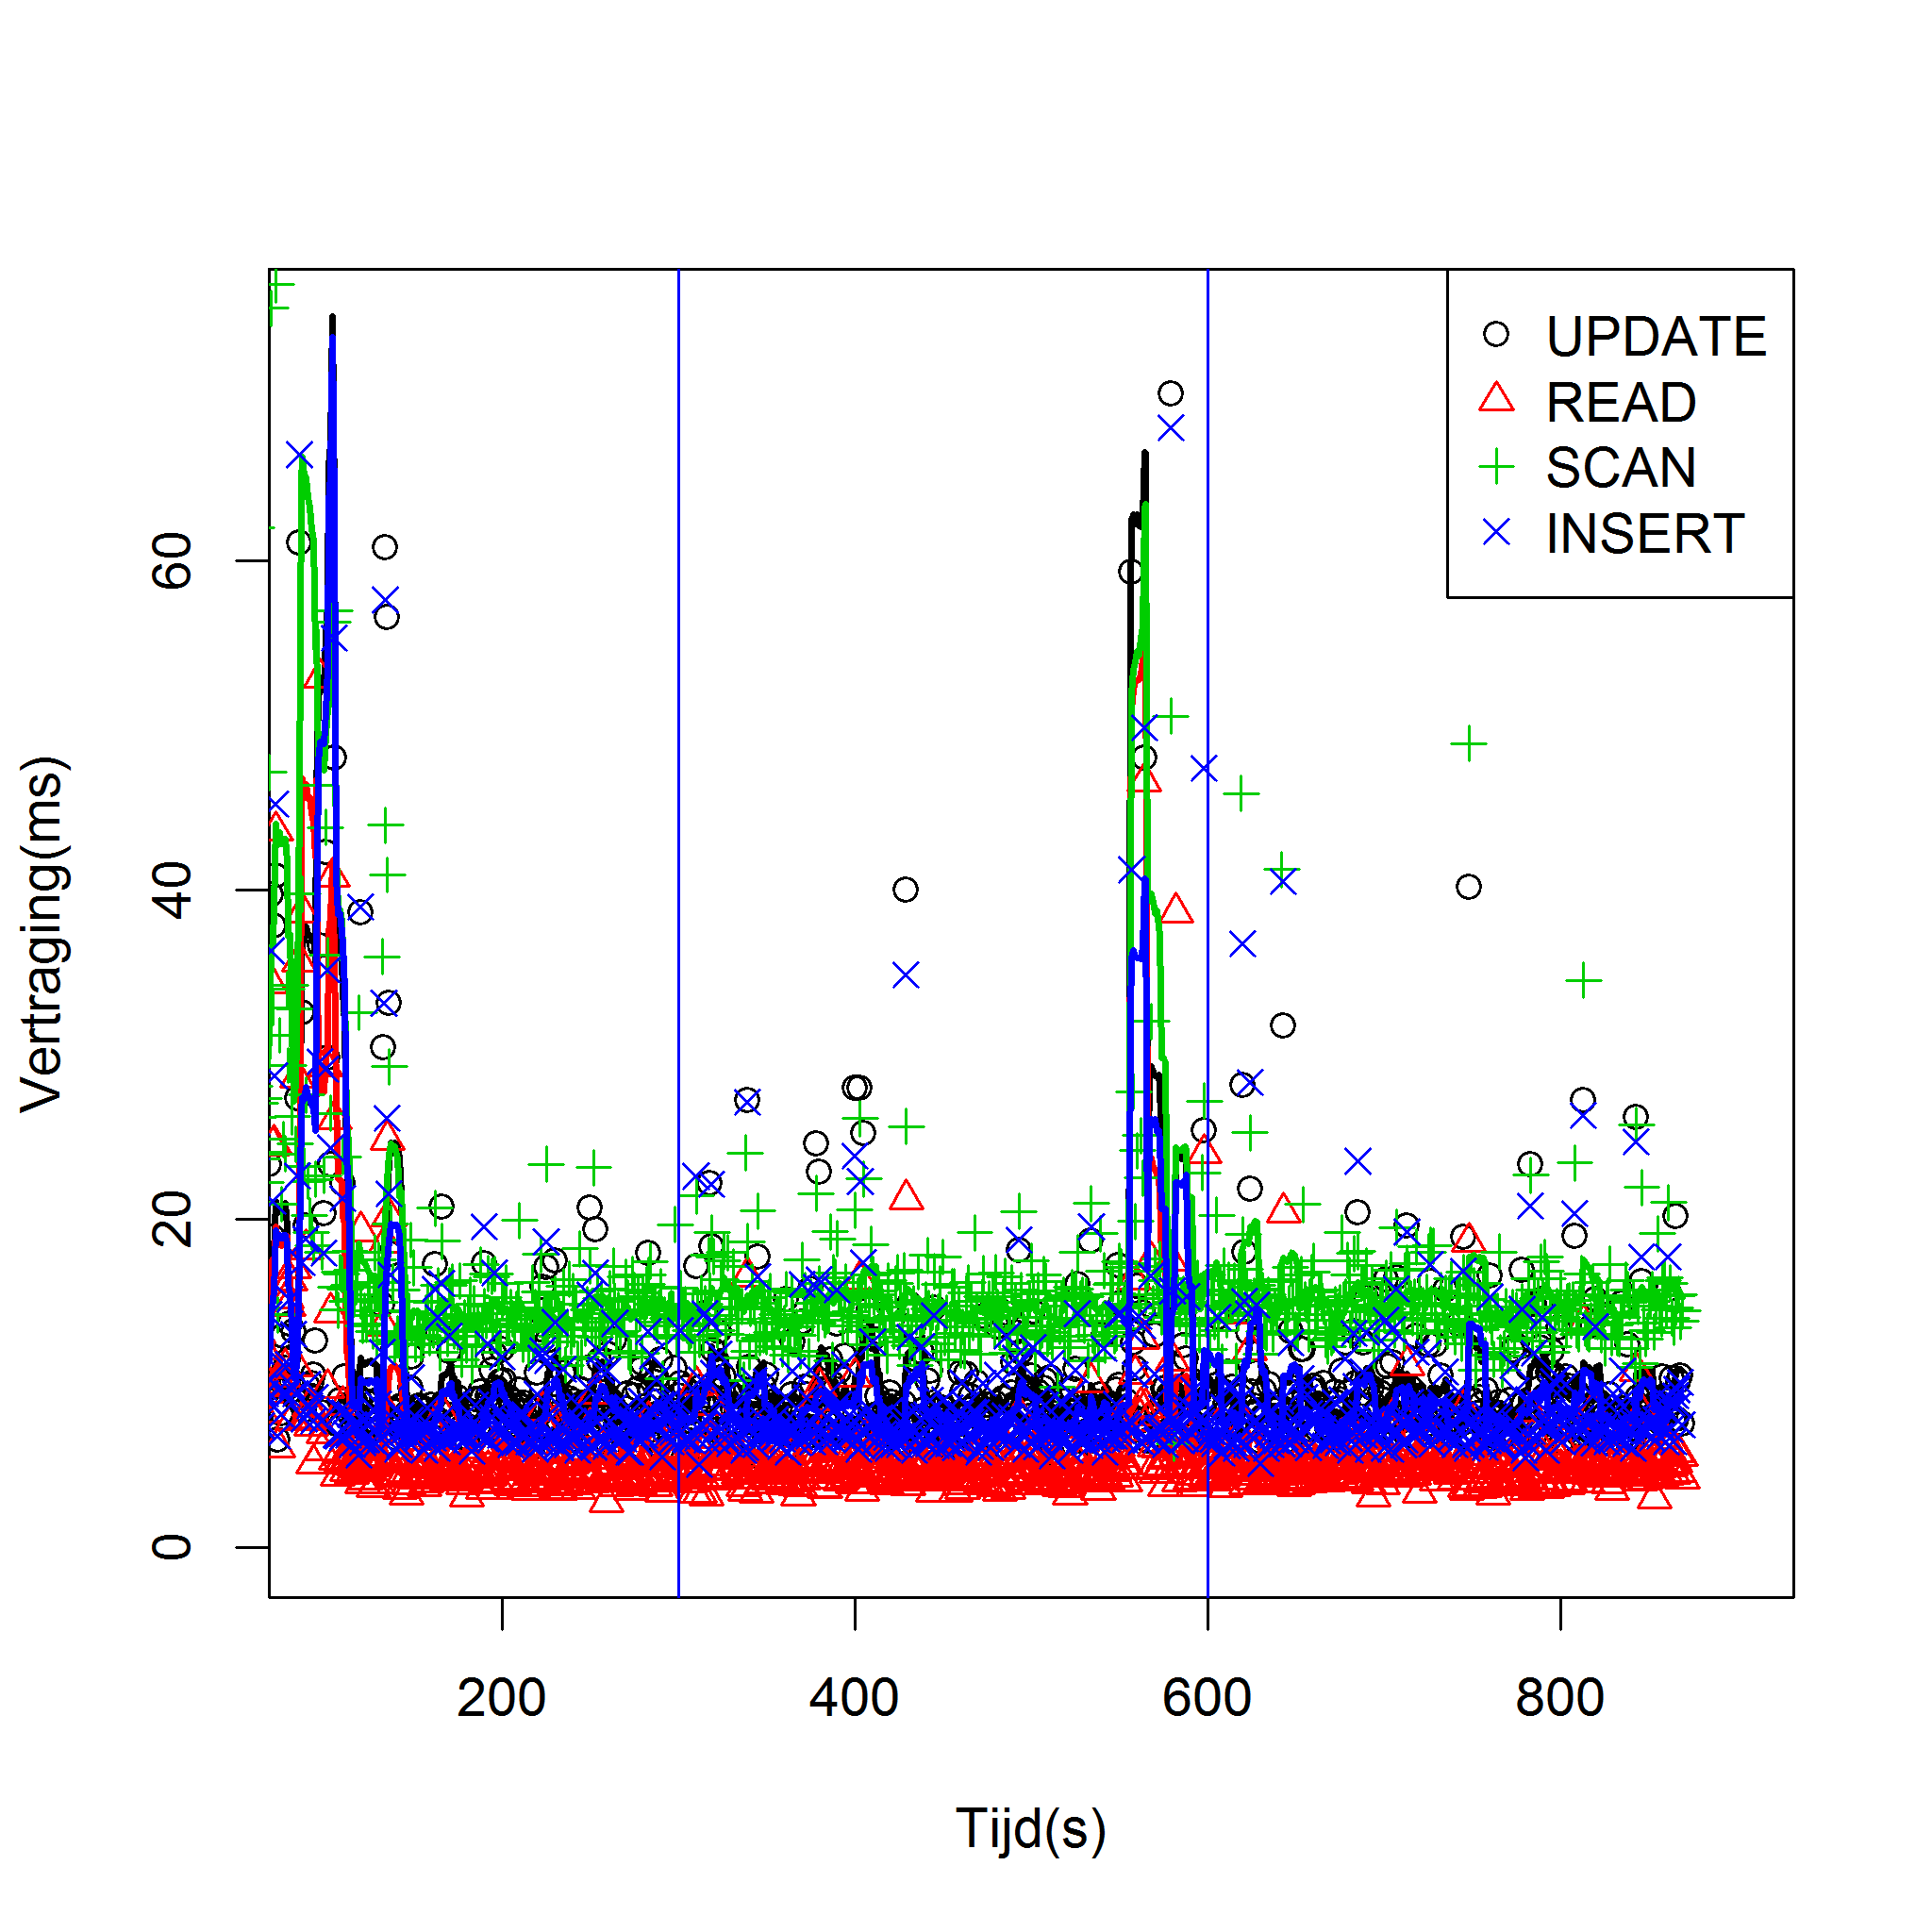 UPDATE
READ
SCAN
INSERT
Vertraging(ms)
60
40
20
0
200 400 600 800
Tijd(s)